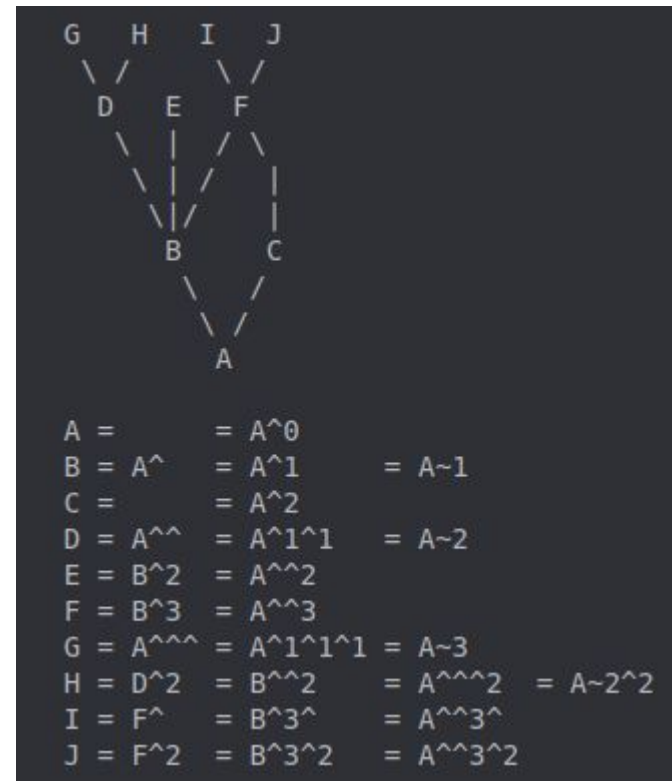 G   H   I   J
 \ /     \ /
  D   E   F
   \  |  / \
    \ | /   |
     \|/    |
      B     C
       \   /
        \ /
         A
A =      = A^0
B = A^   = A^1     = A~1
C =      = A^2
D = A^^  = A^1^1   = A~2
E = B^2  = A^^2
F = B^3  = A^^3
G = A^^^ = A^1^1^1 = A~3
H = D^2  = B^^2    = A^^^2  = A~2^2
I = F^   = B^3^    = A^^3^
J = F^2  = B^3^2   = A^^3^2